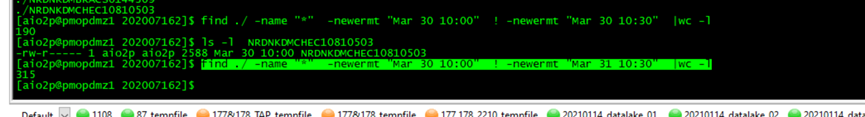 ./NRDNKDMCHEC10810503
[aio2p@pmopdmz1 202007162]$ find ./ -name "*"  -newermt "Mar 30 10:00"  ! -newermt "Mar 30 10:30"  |wc -l
190
[aio2p@pmopdmz1 202007162]$ ls -l  NRDNKDMCHEC10810503
-rw-r----- 1 aio2p aio2p 2588 Mar 30 10:00 NRDNKDMCHEC10810503
[aio2p@pmopdmz1 202007162]$ find ./ -name "*"  -newermt "Mar 30 10:00"  ! -newermt "Mar 31 10:30"  |wc -l
315
[aio2p@pmopdmz1 202007162]$
Default 1108 87_tempfile 177&178_TAP_tempfile 177&178_tempfile 177,178_2210_tempfile 20210114_datalake_01 20210114_datalake_02 20210114_data